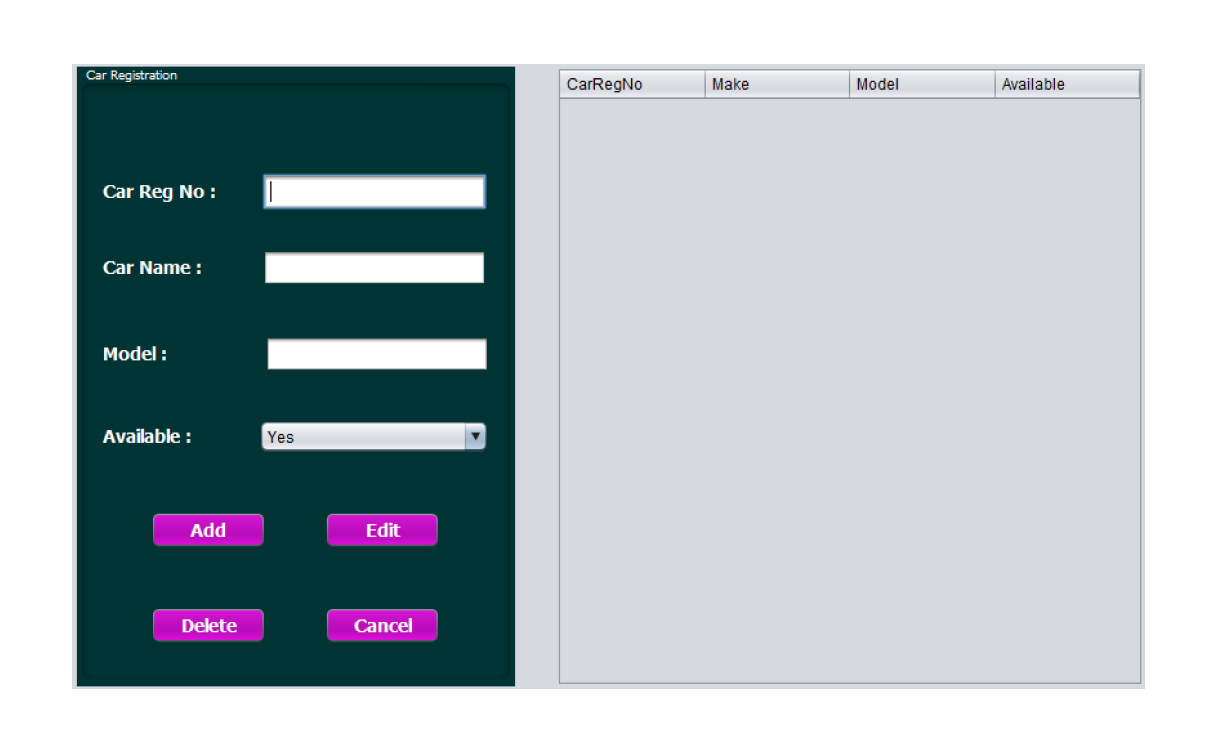 Car Registration
Car Reg No :
Car Name :
Model :
Available :
Yes
Add
Edit
Delete
Cancel
CarRegNo Make Model Available